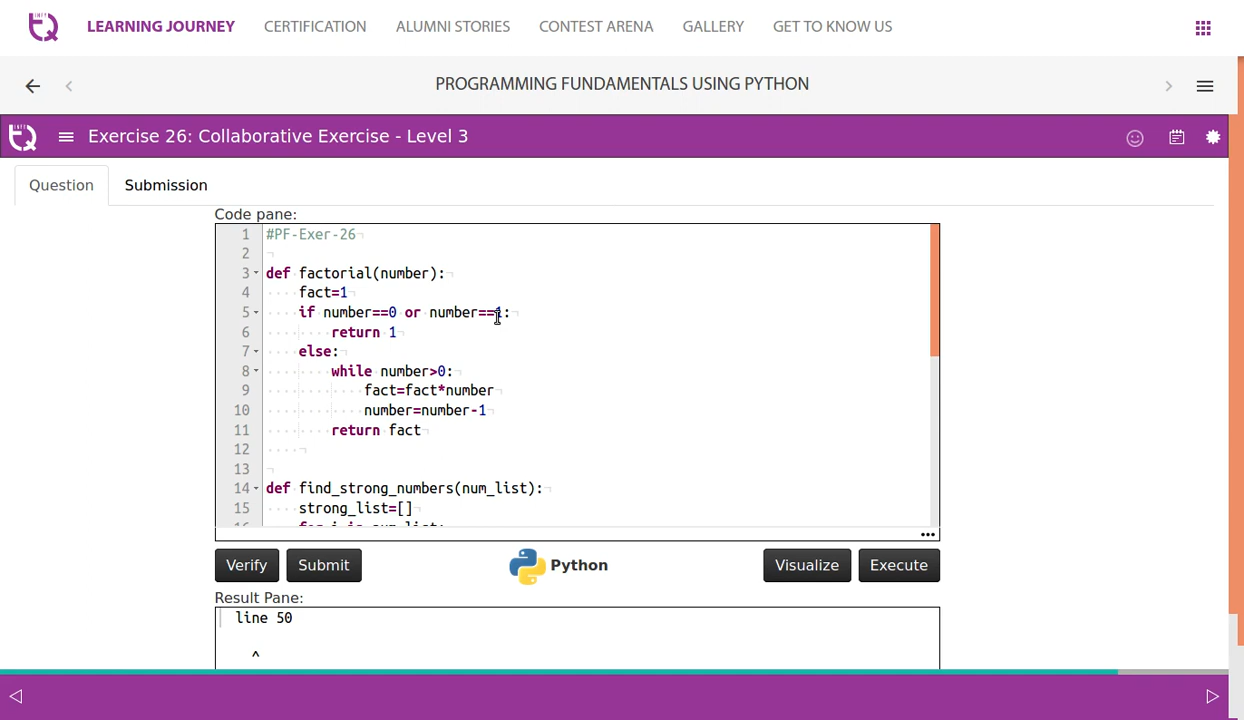 LEARNING JOURNEY CERTIFICATION ALUMNI STORIES CONTEST ARENA GALLERY GET TO KNOW US
PROGRAMMING FUNDAMENTALS USING PYTHON
Exercise 26: Collaborative Exercise - Level 3
Question Submission
Code pane:
1 #PF-Exer-26
2
3 def factorial(number):
4 fact=1
5 if number==0 or number==1:
6 return 1
7 else:
8 while number>0:
9 fact=fact*number
10 number=number-1
11 return fact
12
13
14 def find_strong_numbers(num_list):
15 strong_list=[]
16 for i in num_list:
Verify Submit Python Visualize Execute
Result Pane:
line 50
^